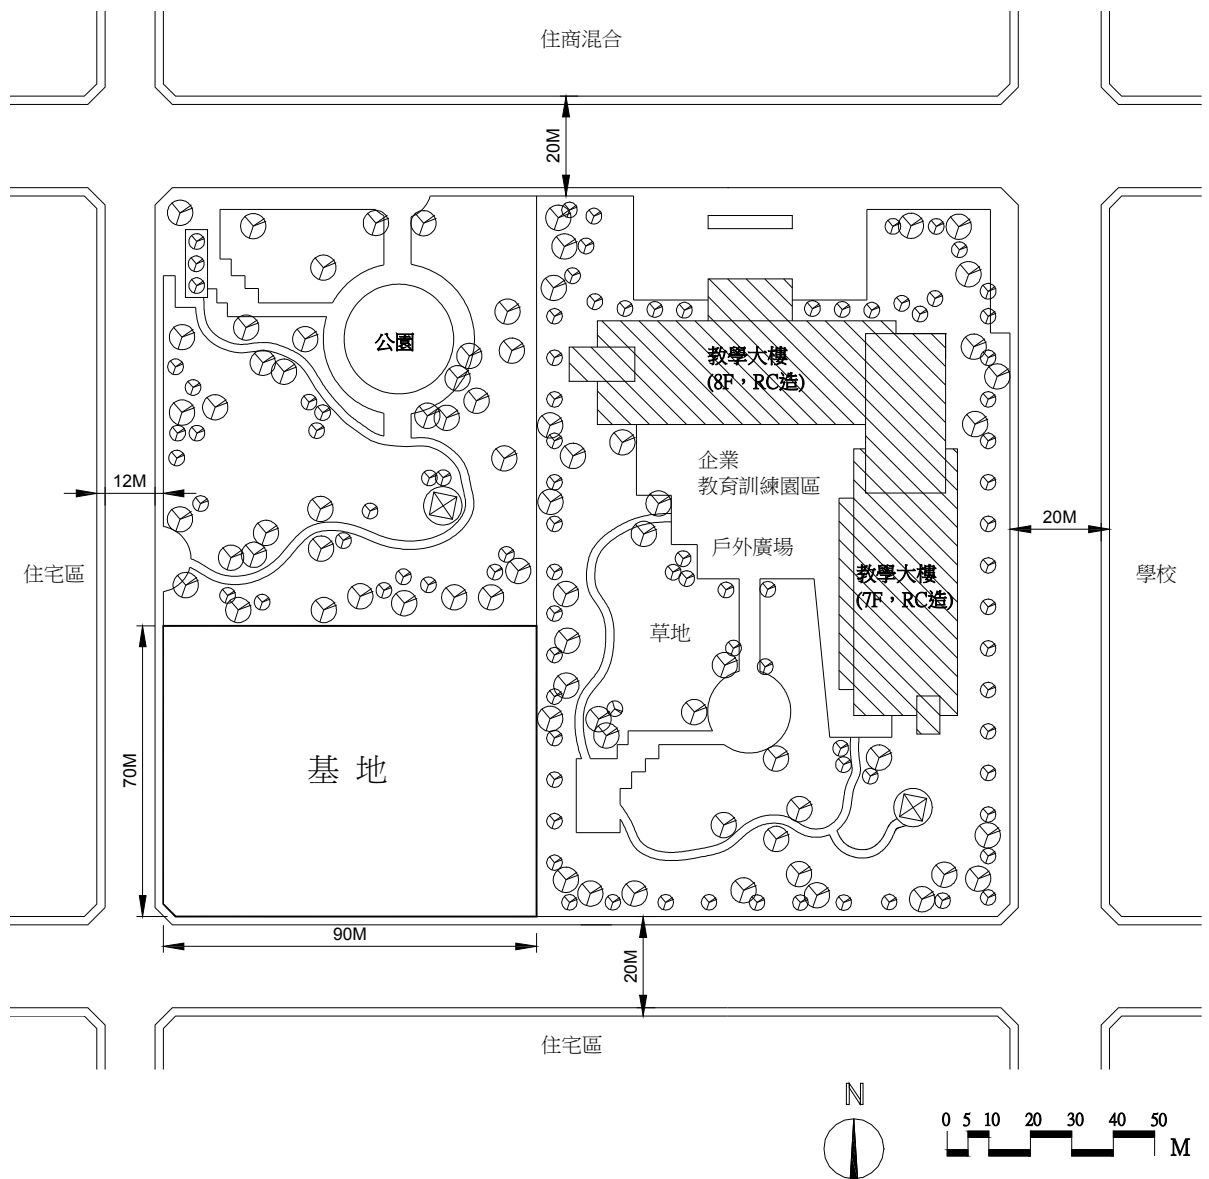 住商混合
20M
公園
教學大樓
(8F，RC造)
企業
教育訓練園區
12M
20M
戶外廣場
住宅區
教學大樓
(7F，RC造)
學校
草地
70M
基 地
90M
20M
住宅區
N
0 5 10 20 30 40 50
M